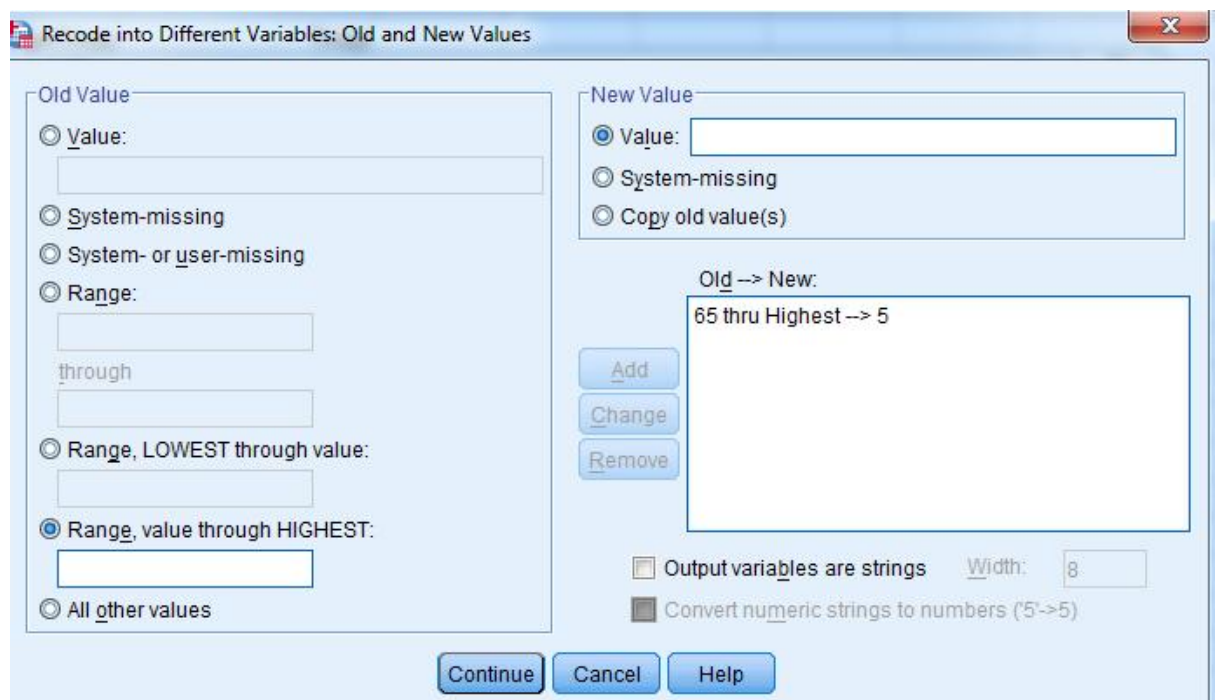 Recode into Different Variables: Old and New Values
Old Value
Value:
System-missing
System- or user-missing
Range:
through
Range, LOWEST through value:
Range, value through HIGHEST:
All other values
New Value
Value:
System-missing
Copy old value(s)
Old --> New:
65 thru Highest --> 5
Add
Change
Remove
Output variables are strings Width: 8
Convert numeric strings to numbers ('5'->5)
Continue Cancel Help